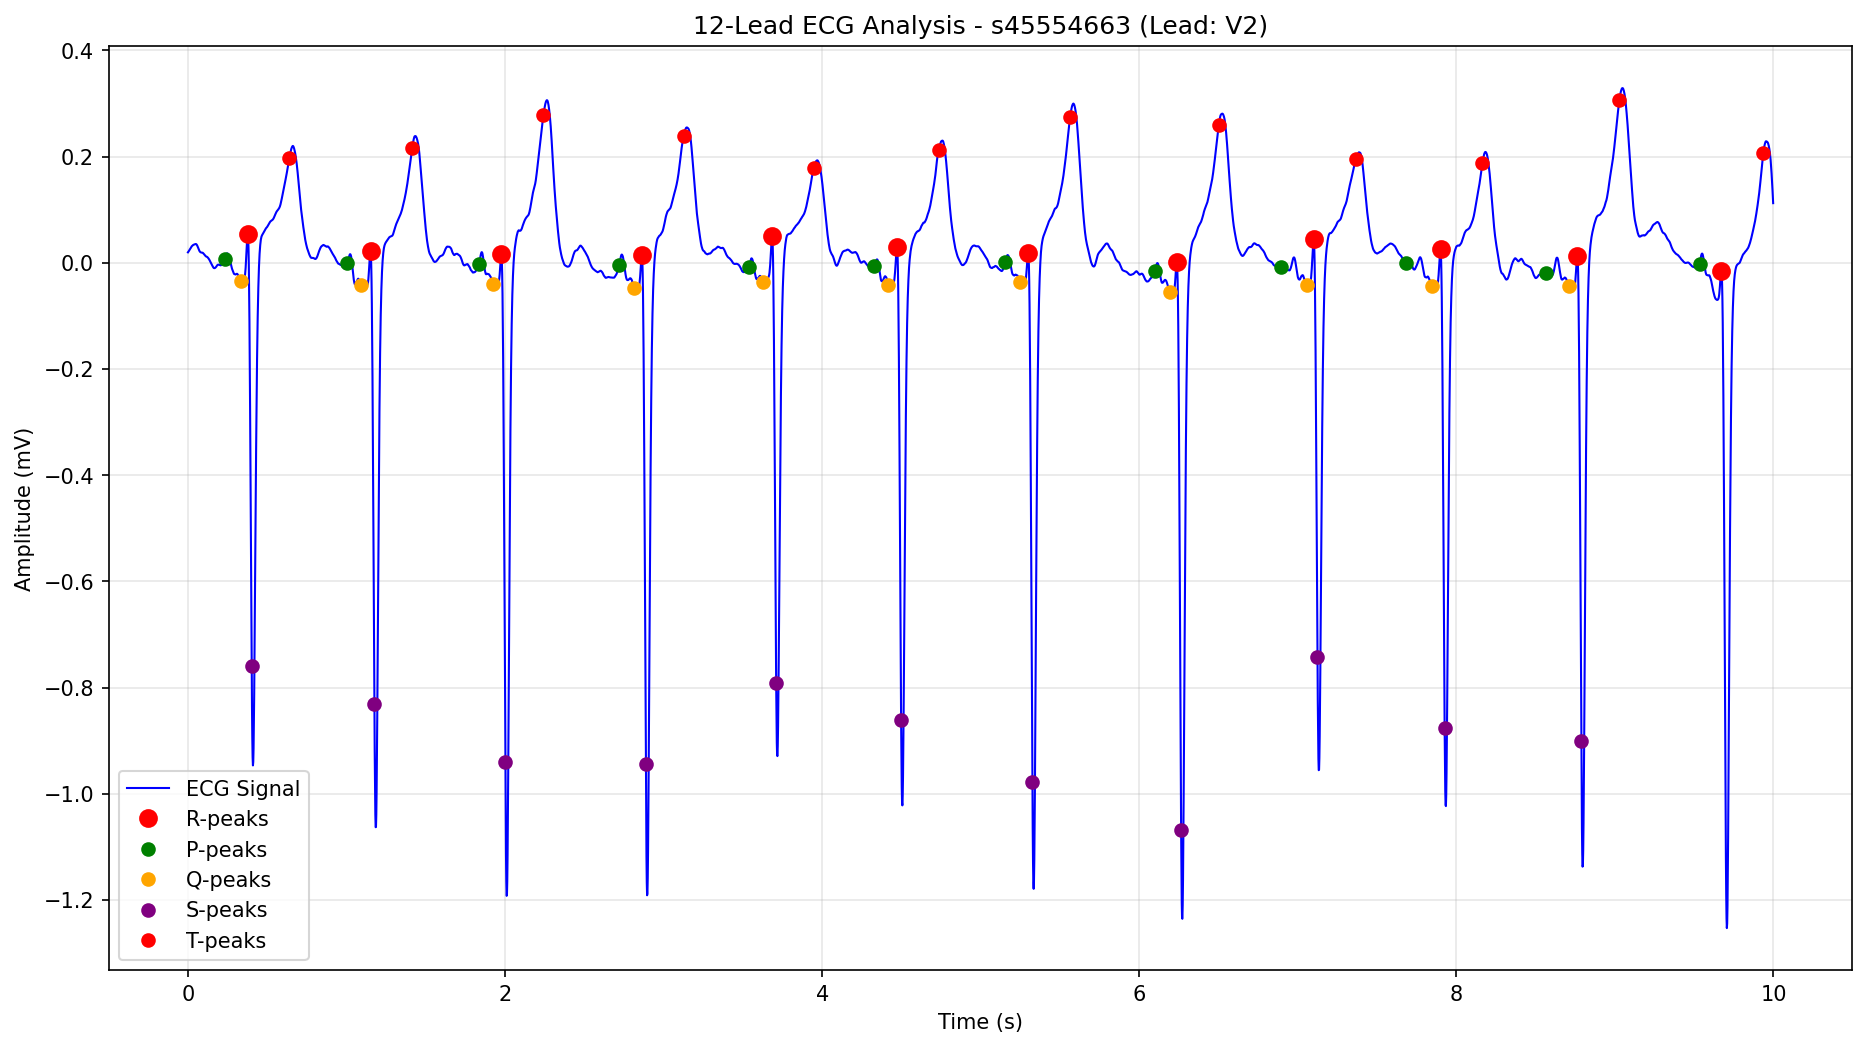 12-Lead ECG Analysis - s45554663 (Lead: V2)
Amplitude (mV)
0.4
0.2
0.0
−0.2
−0.4
−0.6
−0.8
−1.0
−1.2
ECG Signal
R-peaks
P-peaks
Q-peaks
S-peaks
T-peaks
0 2 4 6 8 10
Time (s)